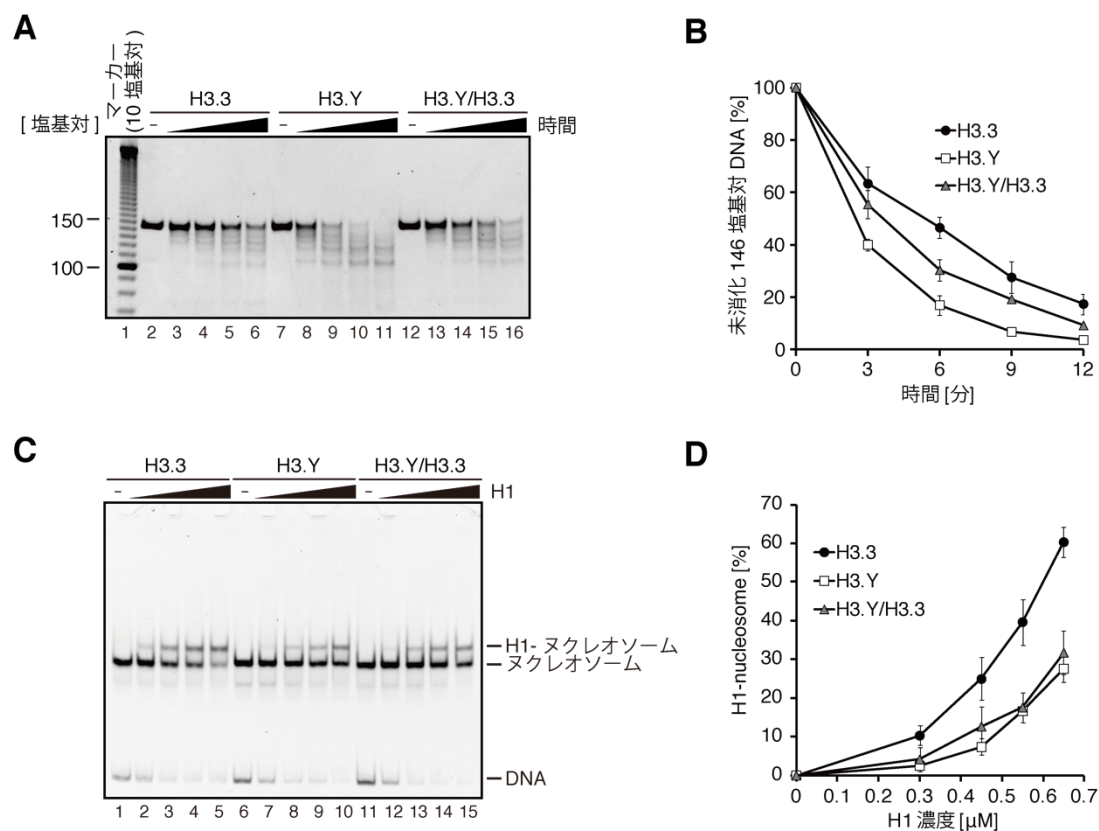 A
マーカー
(10 塩基対)
H3.3 H3.Y H3.Y/H3.3
[ 塩基対 ] – – – 時間
150
100
1 2 3 4 5 6 7 8 9 10 11 12 13 14 15 16
B
未消化 146 塩基対 DNA [%]
100
80
60
40
20
0
H3.3
H3.Y
H3.Y/H3.3
0 3 6 9 12
時間 [分]
C
H3.3 H3.Y H3.Y/H3.3
– – – H1
H1- ヌクレオソーム
ヌクレオソーム
DNA
1 2 3 4 5 6 7 8 9 10 11 12 13 14 15
D
H1-nucleosome [%]
70
60
50
40
30
20
10
0
H3.3
H3.Y
H3.Y/H3.3
0 0.1 0.2 0.3 0.4 0.5 0.6 0.7
H1 濃度 [µM]